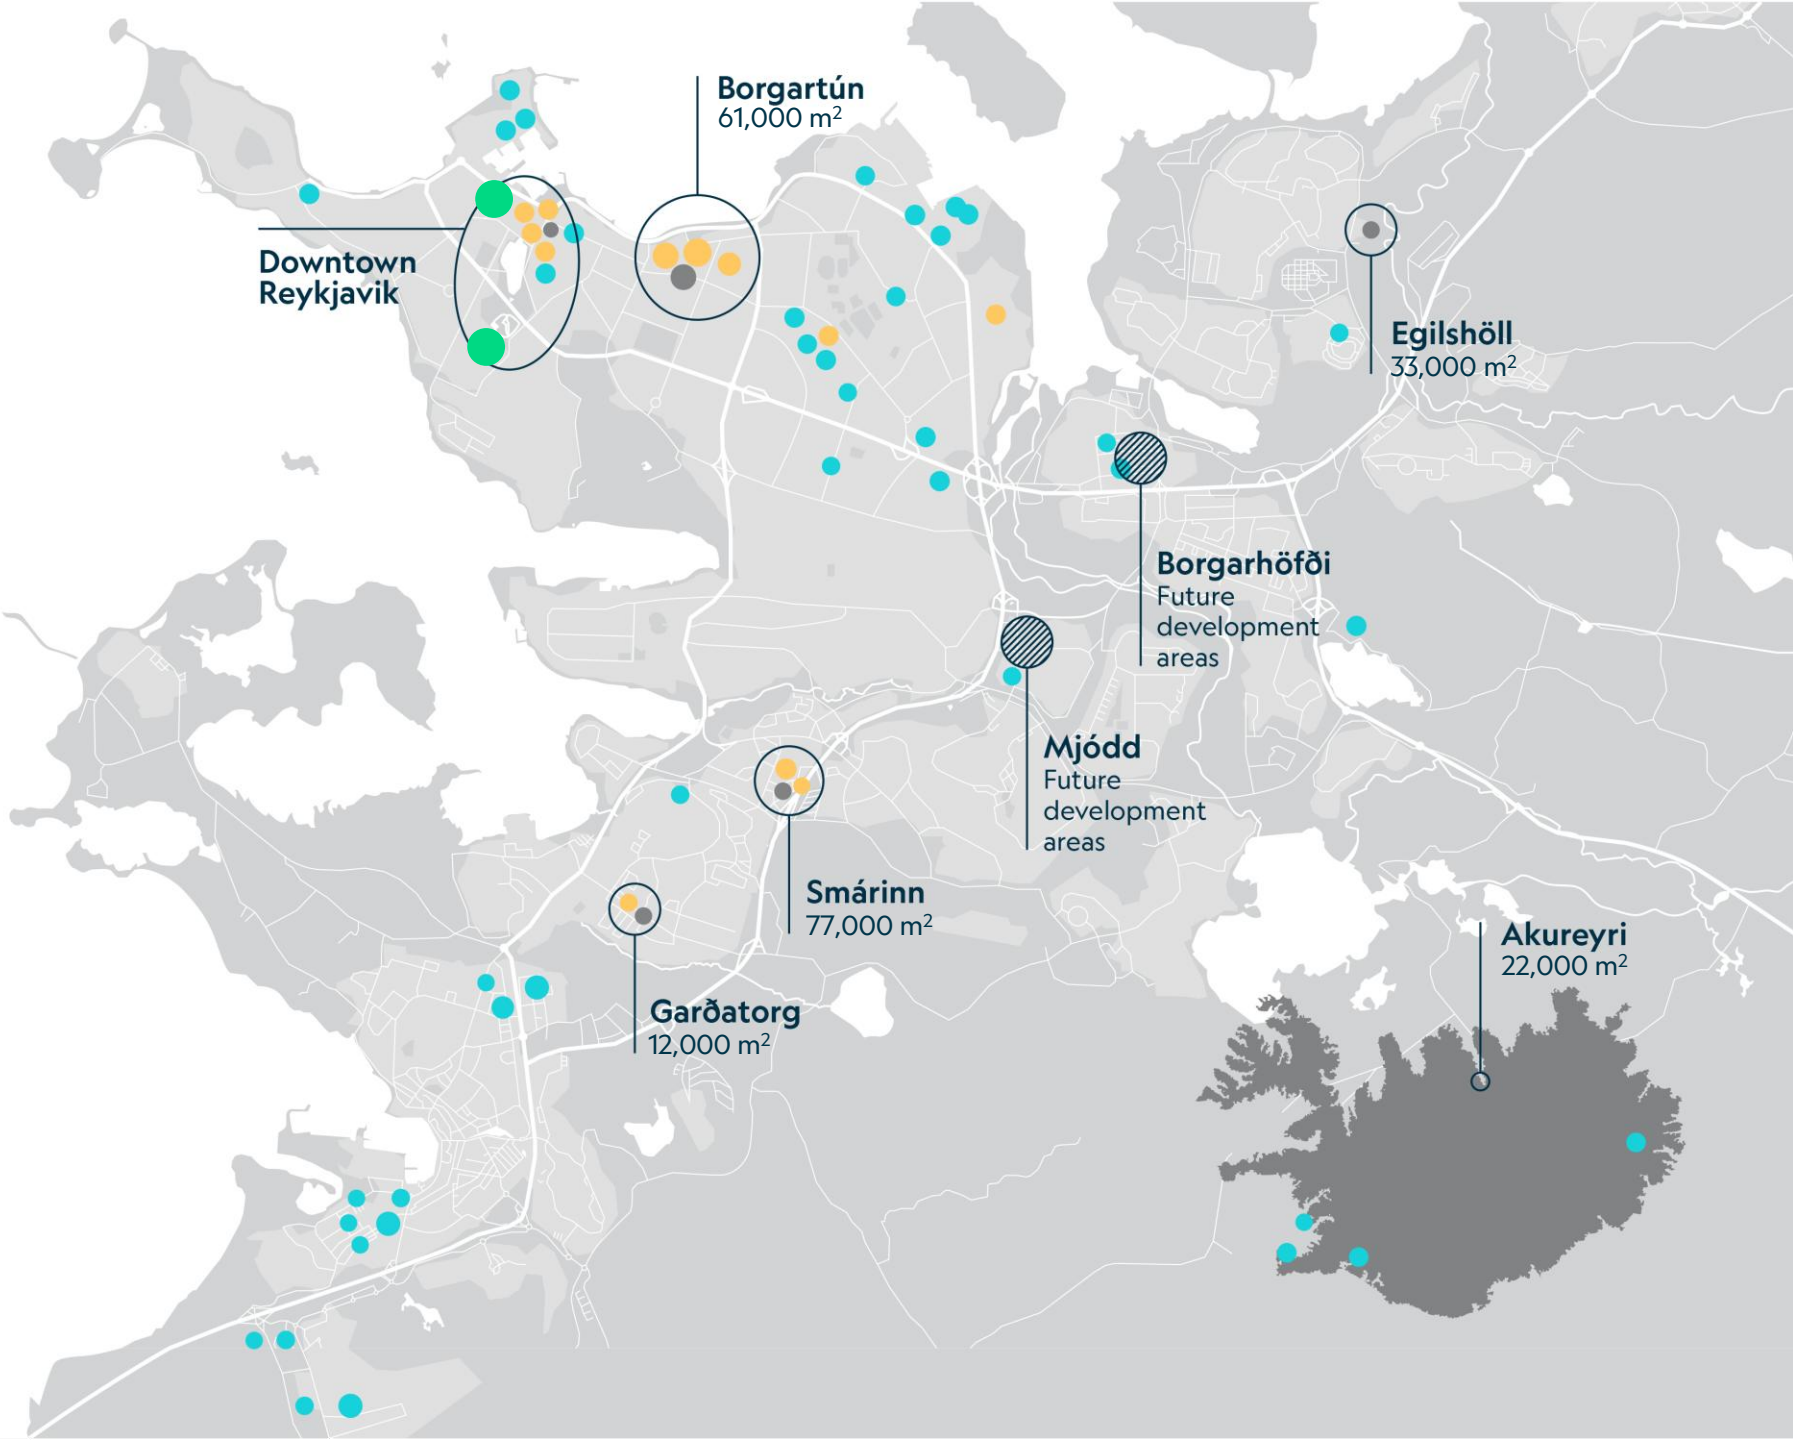 Borgartún
61,000 m²
Downtown
Reykjavik
Egilshöll
33,000 m²
Borgarhöfði
Future
development
areas
Mjódd
Future
development
areas
Smárinn
77,000 m²
Akureyri
22,000 m²
Garðatorg
12,000 m²